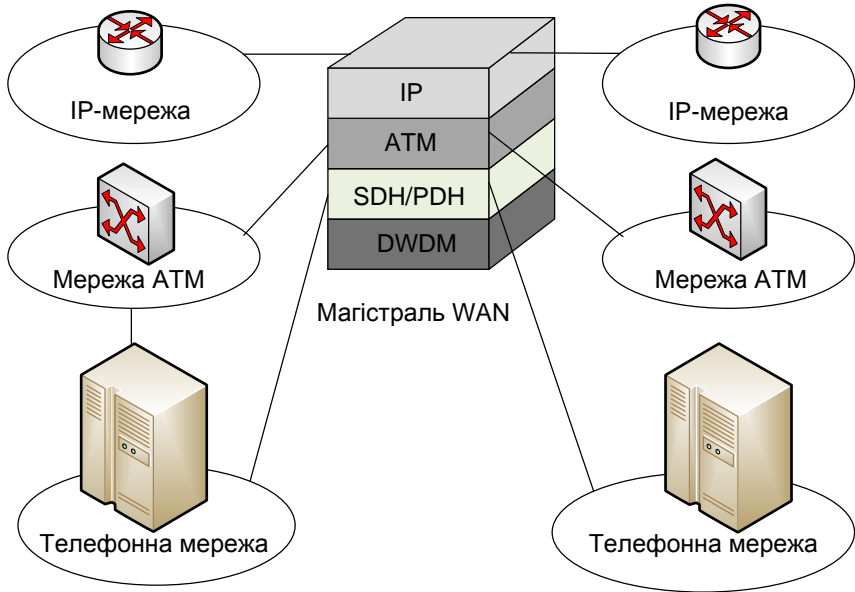 IP-мережа
IP
IP-мережа
ATM
SDH/PDH
DWDM
Мережа ATM
Мережа ATM
Магістраль WAN
Телефонна мережа
Телефонна мережа